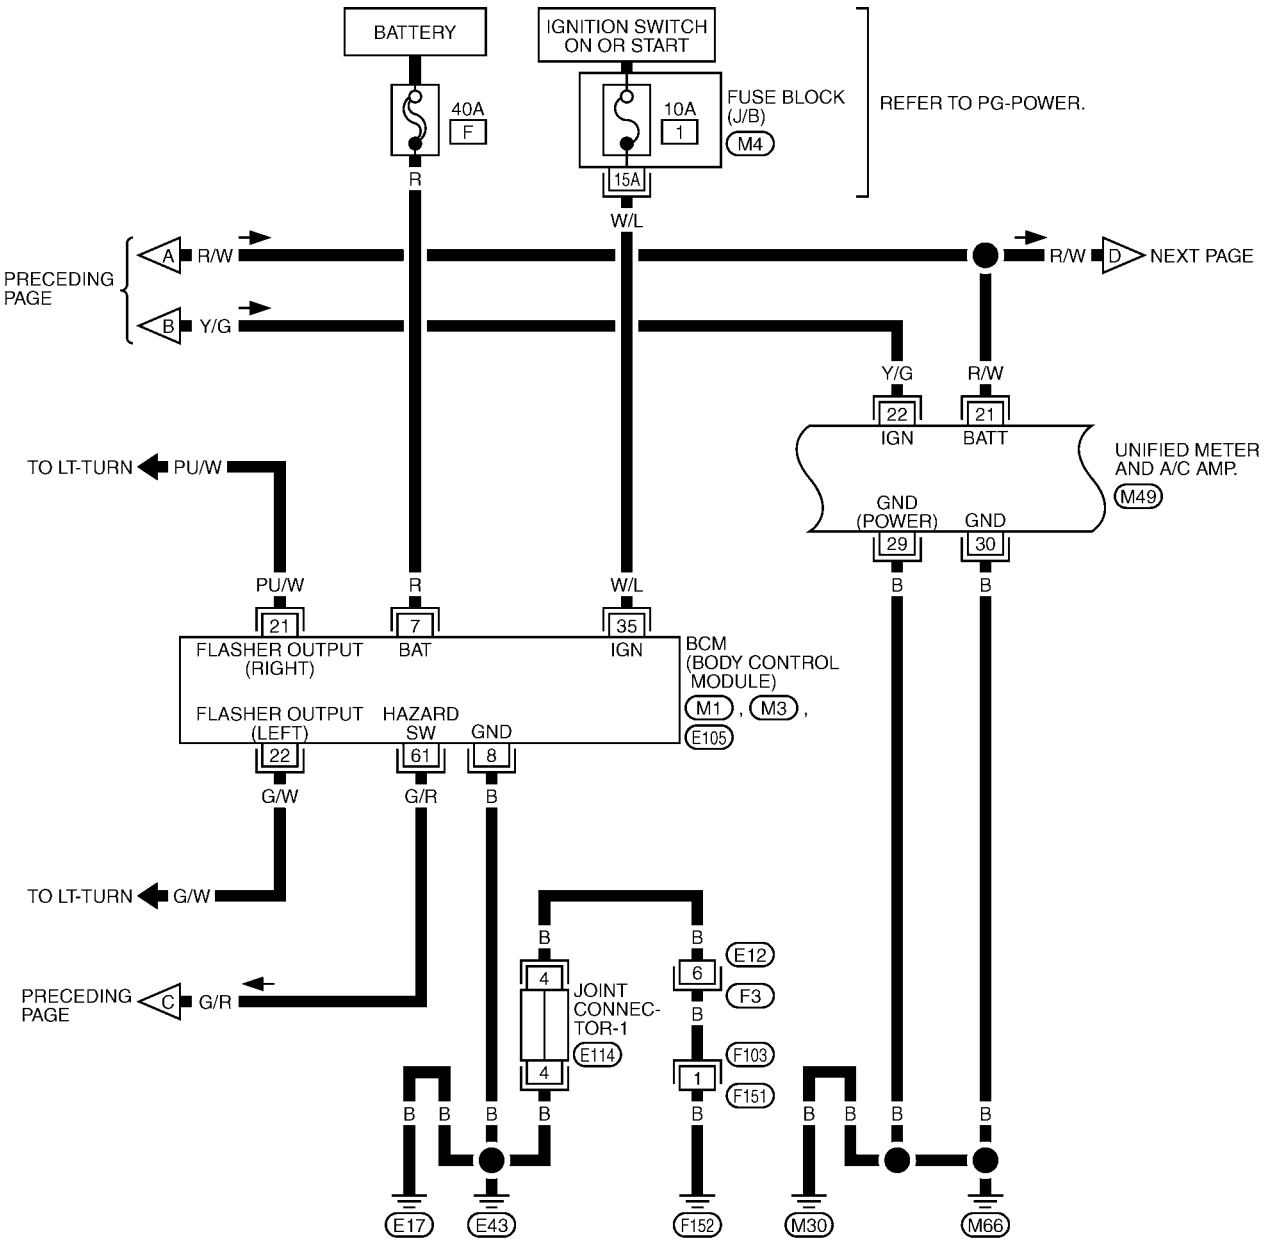 BATTERY
IGNITION SWITCH
ON OR START
40A
F
10A
1
FUSE BLOCK
(J/B)
M4
REFER TO PG-POWER.
R
15A
W/L
PRECEDING
PAGE
A
R/W
R/W
D
NEXT PAGE
B
Y/G
Y/G
R/W
22
21
IGN
BATT
UNIFIED METER
AND A/C AMP.
M49
GND
(POWER)
GND
29
30
B
B
TO LT-TURN
PU/W
PU/W
R
W/L
21
7
35
FLASHER OUTPUT
(RIGHT)
BAT
IGN
BCM
(BODY CONTROL
MODULE)
M1 , M3 ,
E105
FLASHER OUTPUT
(LEFT)
HAZARD
SW
GND
22
61
8
G/W
G/R
B
TO LT-TURN
G/W
B
B
E12
4
6
F3
PRECEDING
PAGE
C
G/R
JOINT
CONNEC-
TOR-1
E114
B
F103
4
1
F151
B
B
B
B
B
B
B
B
B
E17
E43
F152
M30
M66